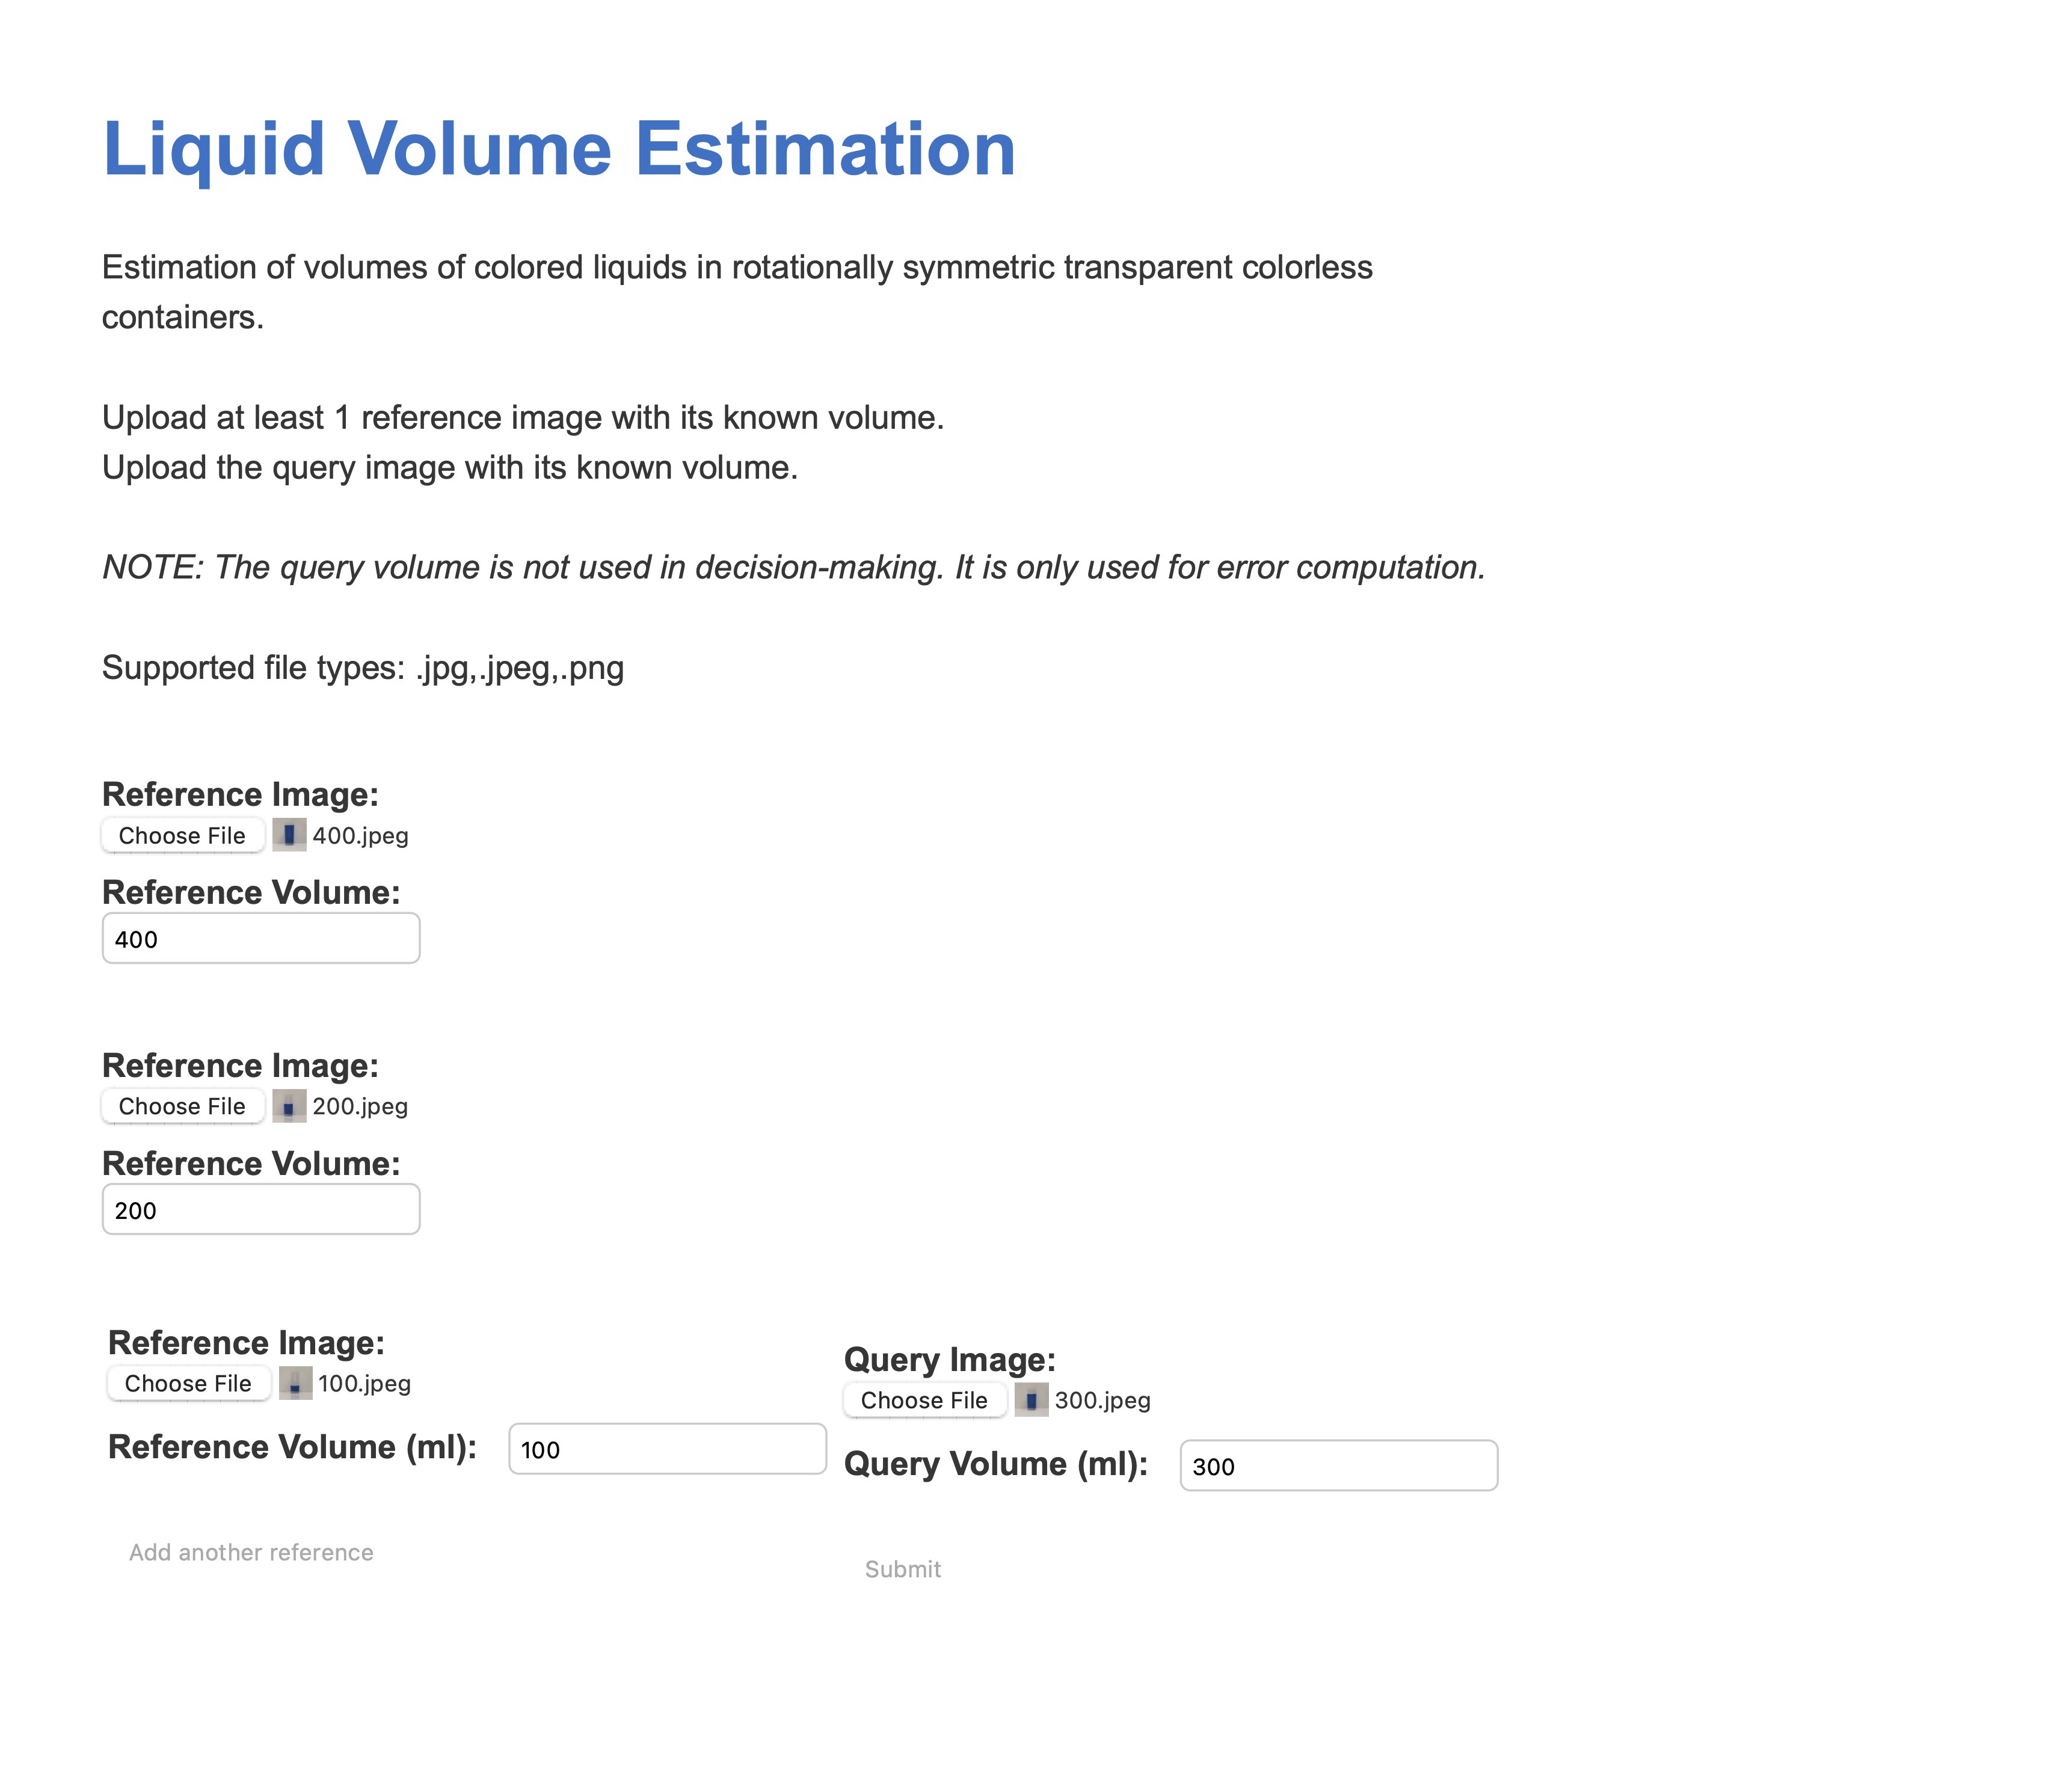 Liquid Volume Estimation
Estimation of volumes of colored liquids in rotationally symmetric transparent colorless
containers.
Upload at least 1 reference image with its known volume.
Upload the query image with its known volume.
NOTE: The query volume is not used in decision-making. It is only used for error computation.
Supported file types: .jpg,.jpeg,.png
Reference Image:
Choose File 400.jpeg
Reference Volume:
400
Reference Image:
Choose File 200.jpeg
Reference Volume:
200
Reference Image:
Choose File 100.jpeg
Reference Volume (ml): 100
Add another reference
Query Image:
Choose File 300.jpeg
Query Volume (ml): 300
Submit